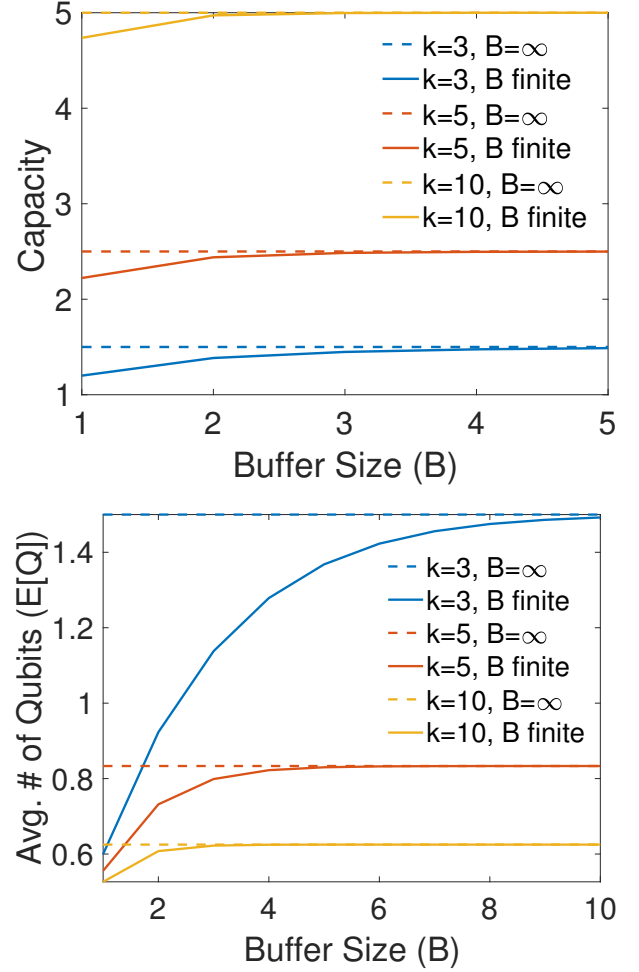 5
4
3
2
1
Capacity
k=3, B=∞
k=3, B finite
k=5, B=∞
k=5, B finite
k=10, B=∞
k=10, B finite
1 2 3 4 5
Buffer Size (B)
1.4
1.2
1
0.8
0.6
Avg. # of Qubits (E[Q])
k=3, B=∞
k=3, B finite
k=5, B=∞
k=5, B finite
k=10, B=∞
k=10, B finite
2 4 6 8 10
Buffer Size (B)